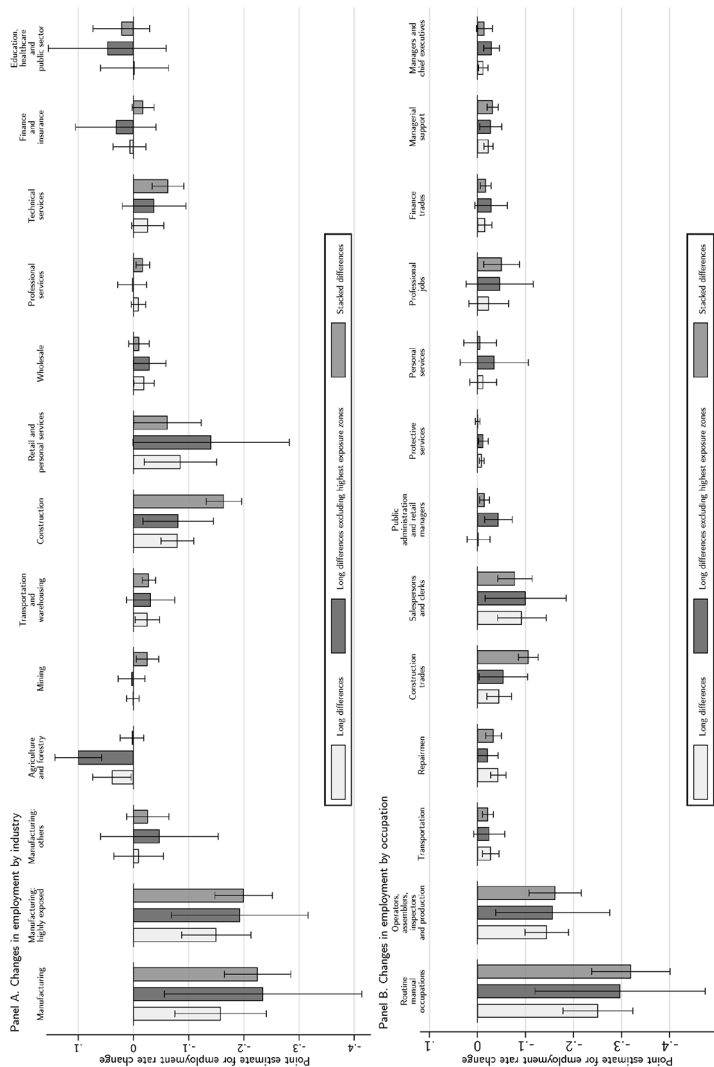 Panel A. Changes in employment by industry
Point estimate for employment rate change
.1
0
-.1
-.2
-.3
-.4
Manufacturing
Manufacturing:
highly exposed
Manufacturing:
others
Agriculture
and forestry
Mining
Transportation
and
warehousing
Construction
Retail and
personal services
Wholesale
Professional
services
Technical
services
Finance
and
insurance
Education,
healthcare
and
public sector
Long differences
Long differences excluding highest exposure zones
Stacked differences
Panel B. Changes in employment by occupation
Point estimate for employment rate change
.1
0
-.1
-.2
-.3
-.4
Routine
manual
occupations
Operators,
assemblers,
inspectors
and production
Transportation
Repairmen
Construction
trades
Salespersons
and clerks
Public
administration
and retail
managers
Protective
services
Personal
services
Professional
jobs
Finance
trades
Managerial
support
Managers and
chief executives
Long differences
Long differences excluding highest exposure zones
Stacked differences